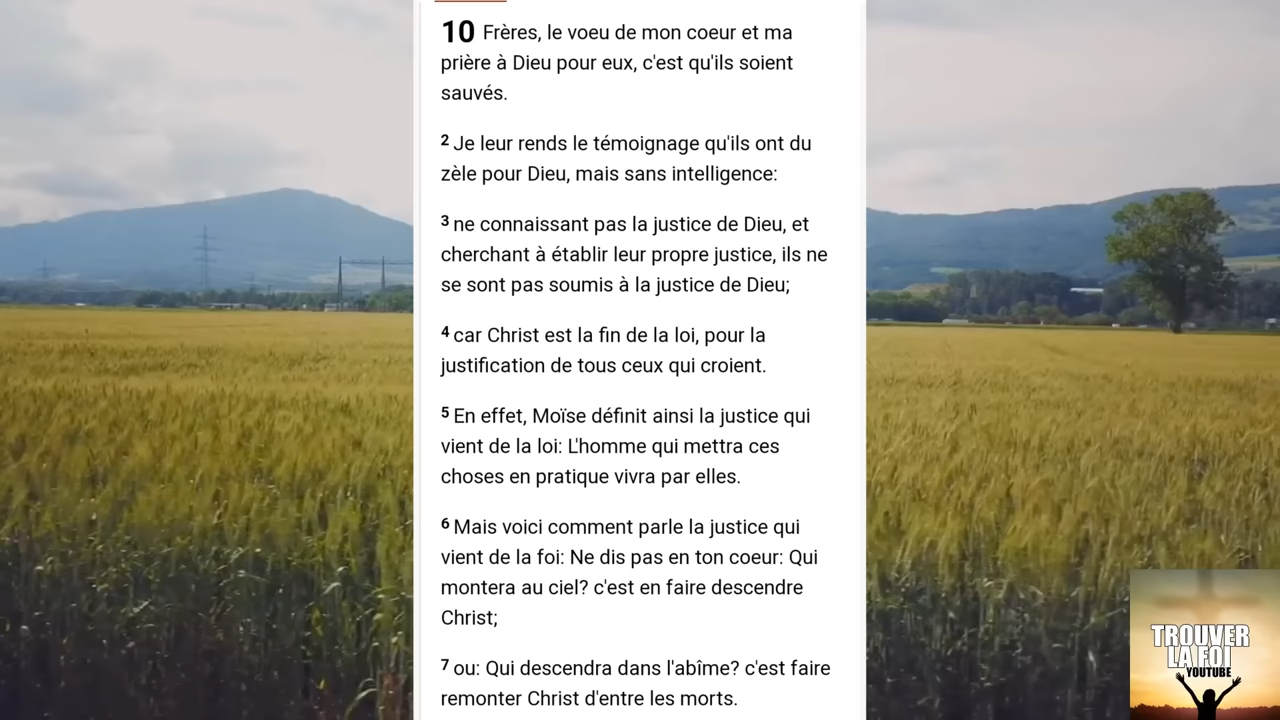 10 Frères, le voeu de mon coeur et ma
prière à Dieu pour eux, c'est qu'ils soient
sauvés.
2 Je leur rends le témoignage qu'ils ont du
zèle pour Dieu, mais sans intelligence:
3 ne connaissant pas la justice de Dieu, et
cherchant à établir leur propre justice, ils ne
se sont pas soumis à la justice de Dieu;
4 car Christ est la fin de la loi, pour la
justification de tous ceux qui croient.
5 En effet, Moïse définit ainsi la justice qui
vient de la loi: L'homme qui mettra ces
choses en pratique vivra par elles.
6 Mais voici comment parle la justice qui
vient de la foi: Ne dis pas en ton coeur: Qui
montera au ciel? c'est en faire descendre
Christ;
7 ou: Qui descendra dans l'abîme? c'est faire
remonter Christ d'entre les morts.
TROUVER
LA FOI
YOUTUBE